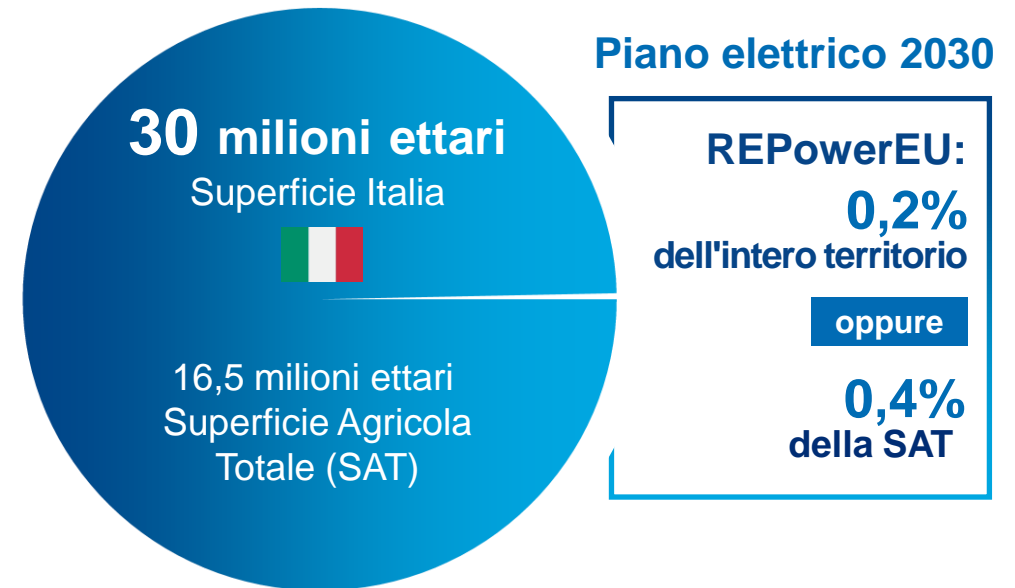 Piano elettrico 2030
30 milioni ettari
Superficie Italia
16,5 milioni ettari
Superficie Agricola
Totale (SAT)
REPowerEU:
0,2%
dell'intero territorio
oppure
0,4%
della SAT